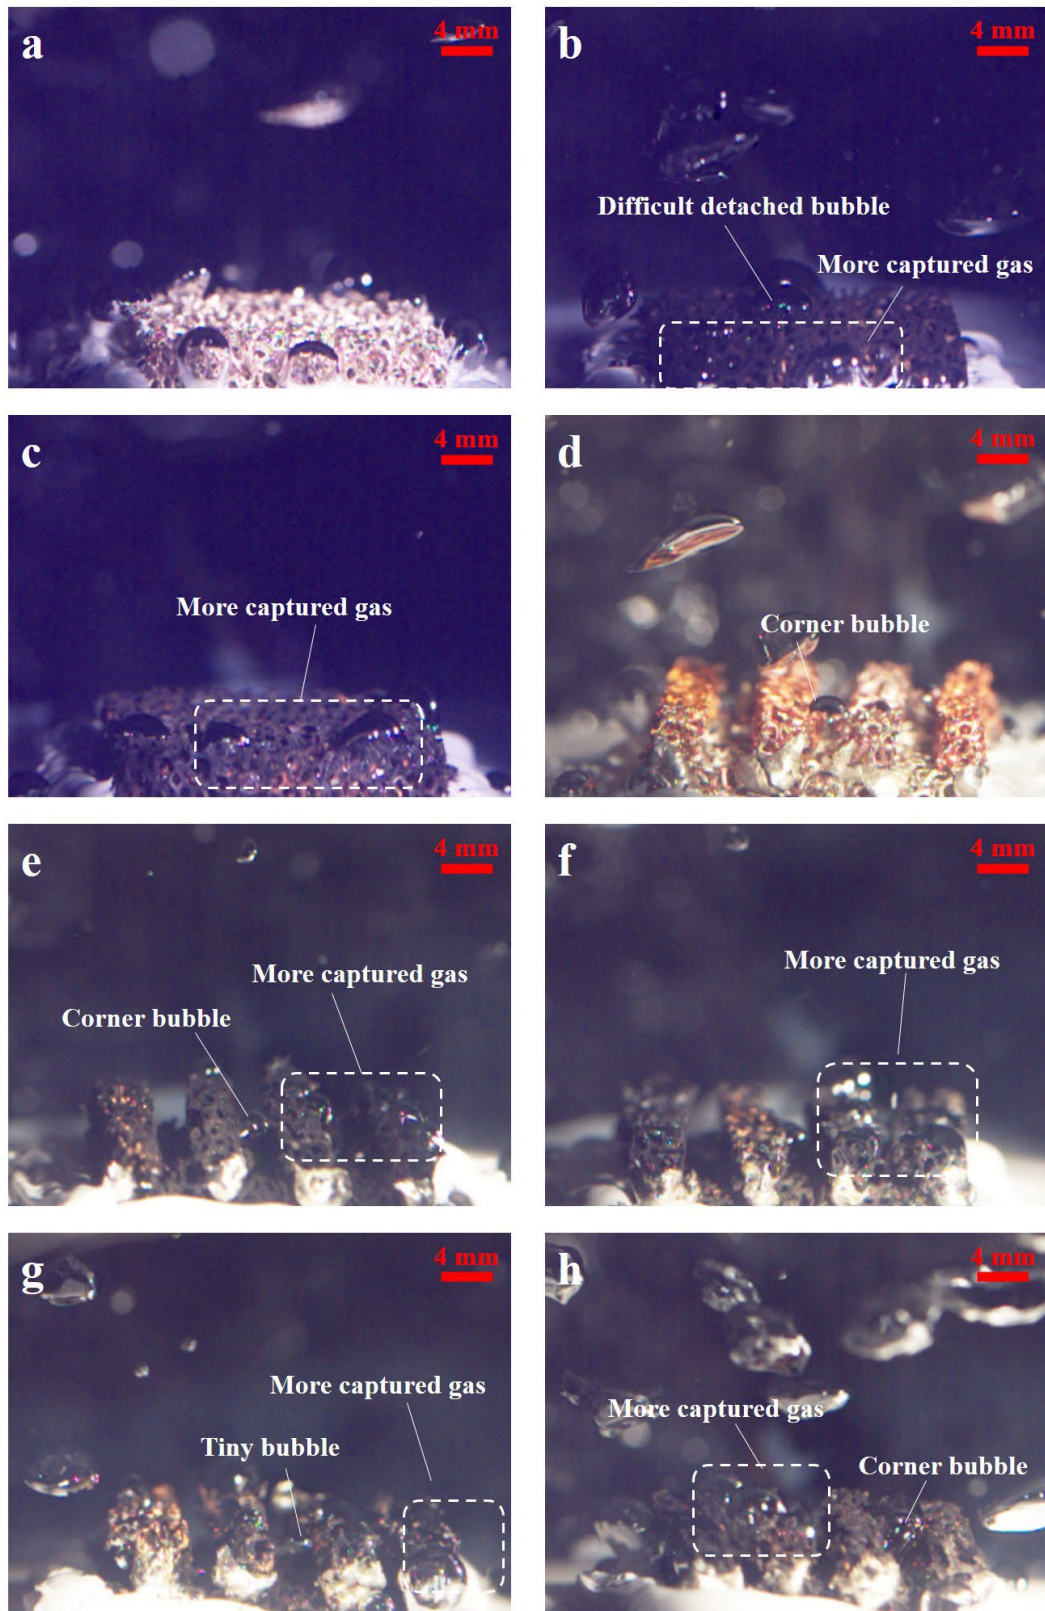 a
4 mm
b
4 mm
Difficult detached bubble
More captured gas
c
4 mm
More captured gas
d
4 mm
Corner bubble
e
4 mm
More captured gas
Corner bubble
f
4 mm
More captured gas
g
4 mm
More captured gas
Tiny bubble
h
4 mm
More captured gas
Corner bubble